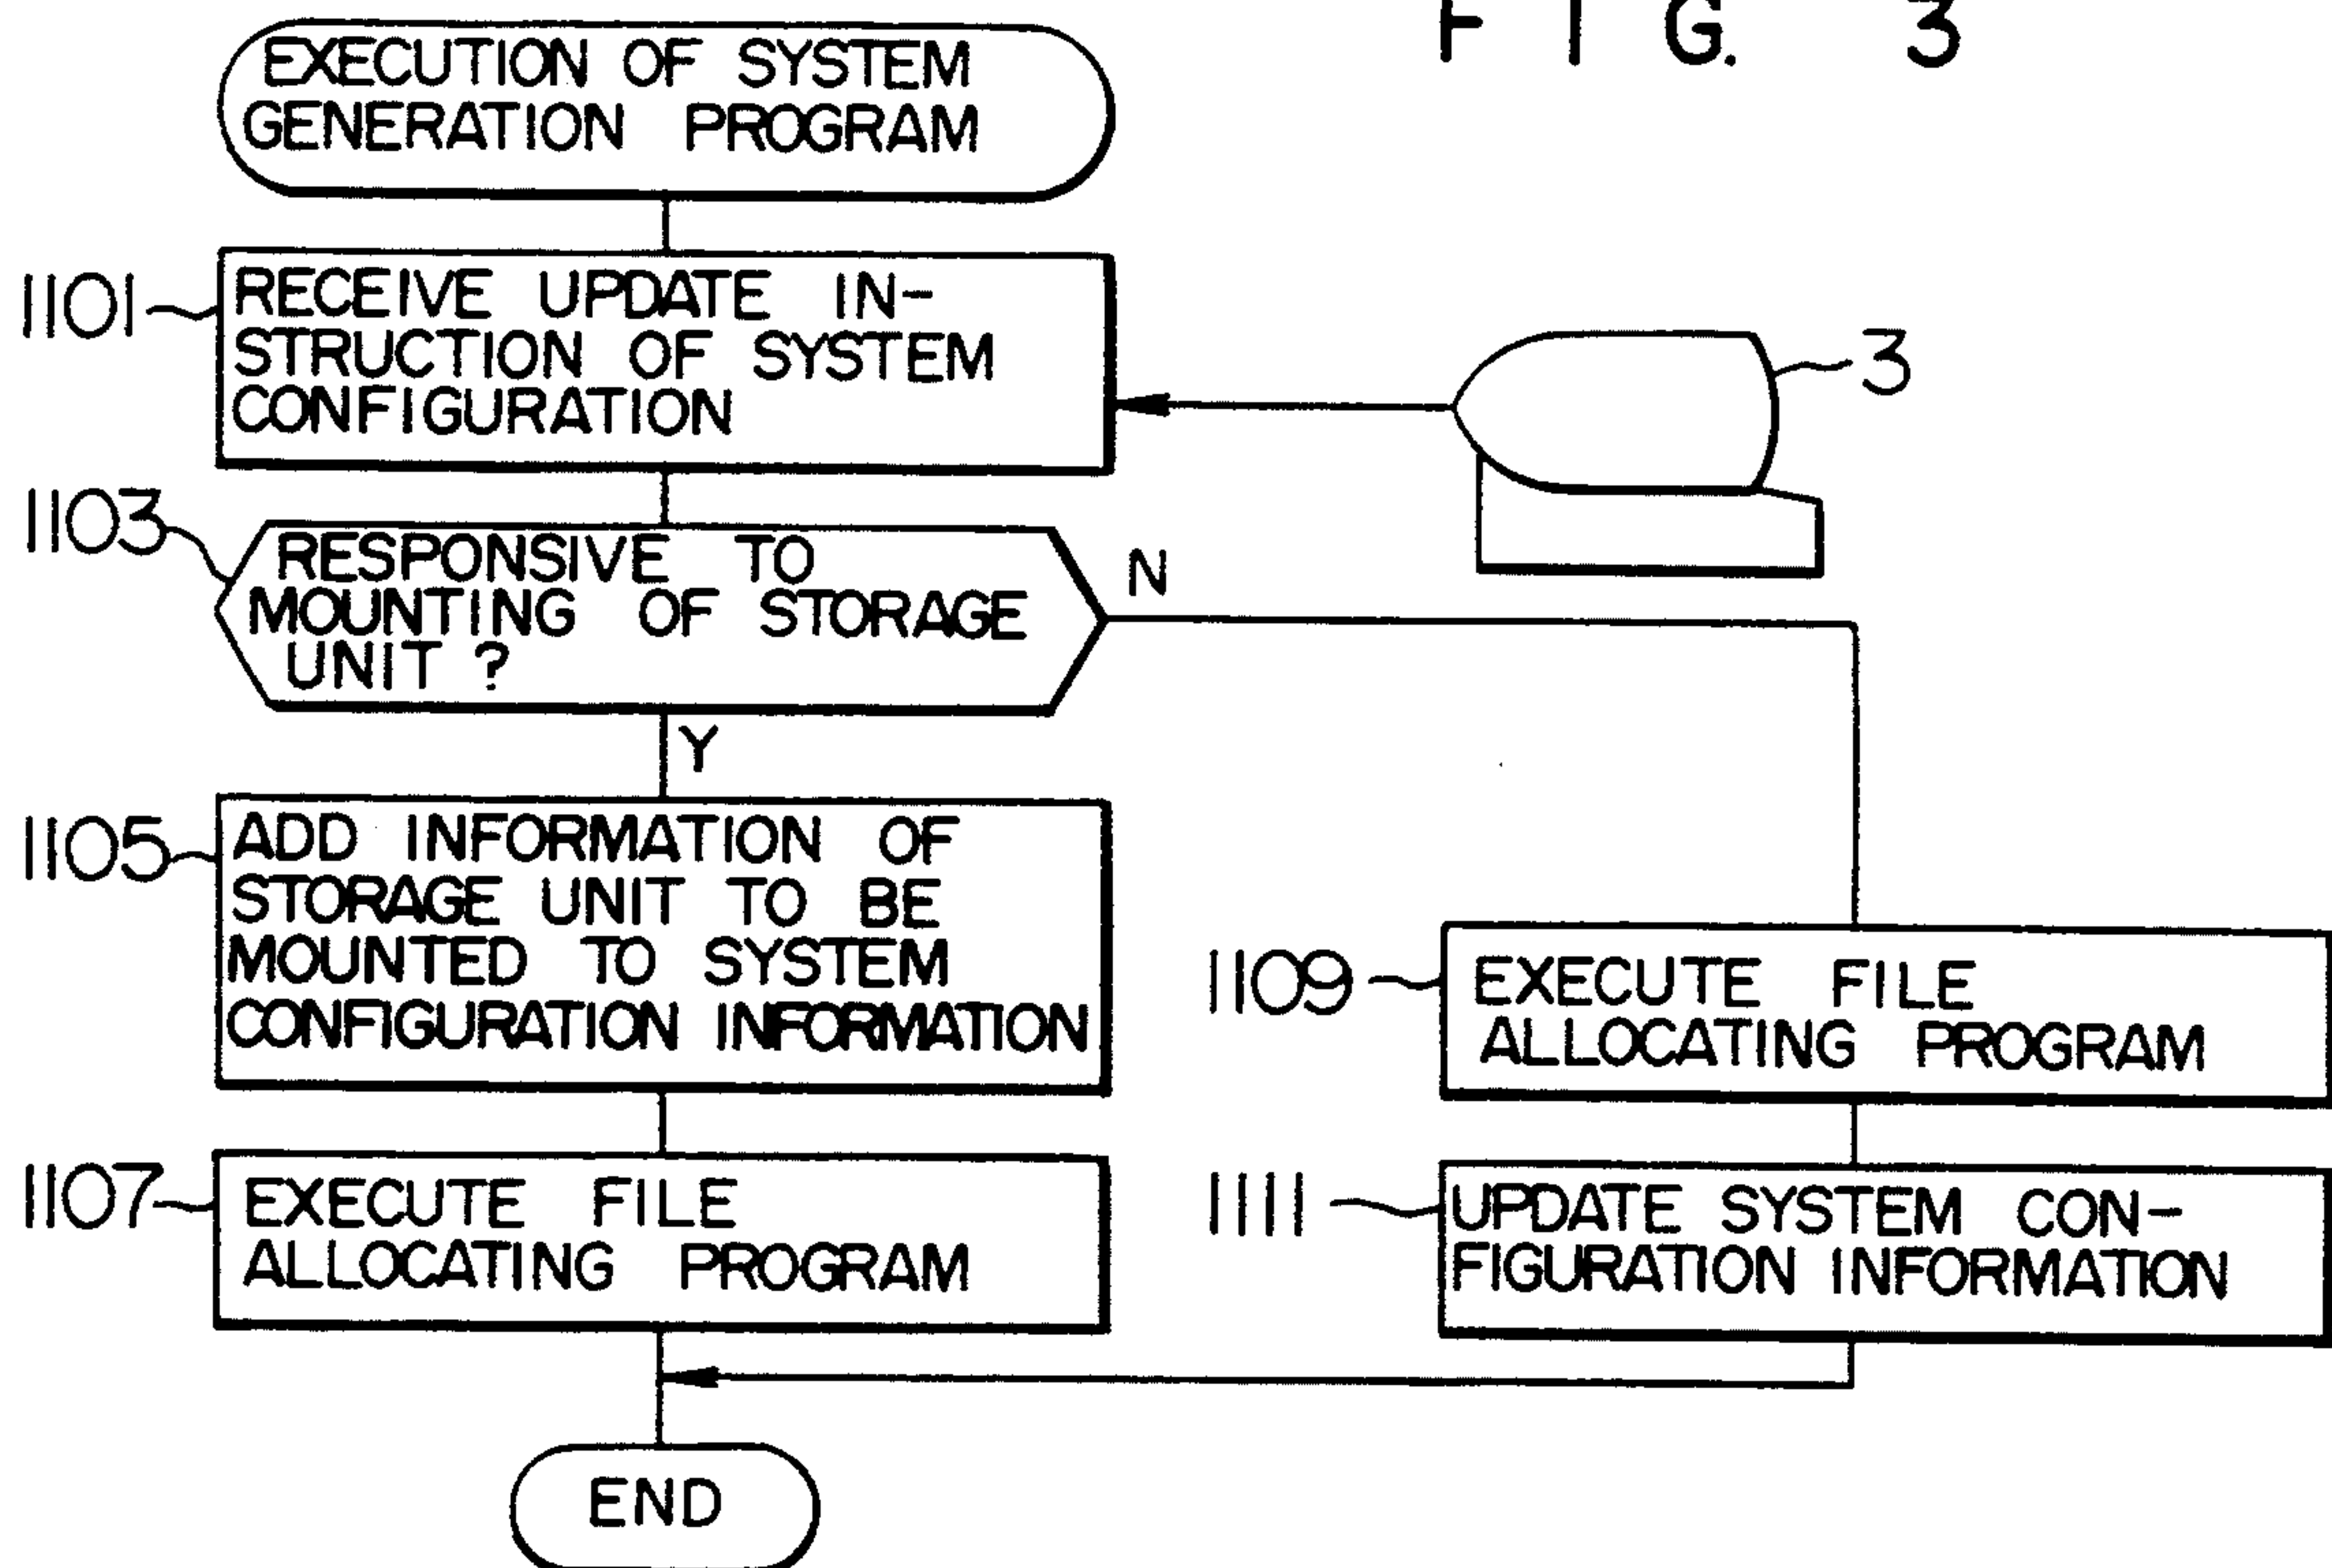 F I G. 3
EXECUTION OF SYSTEM
GENERATION PROGRAM
1101
RECEIVE UPDATE IN-
STRUCTION OF SYSTEM
CONFIGURATION
3
1103
RESPONSIVE TO
MOUNTING OF STORAGE
UNIT ?
N
Y
1105
ADD INFORMATION OF
STORAGE UNIT TO BE
MOUNTED TO SYSTEM
CONFIGURATION INFORMATION
1107
EXECUTE FILE
ALLOCATING PROGRAM
1109
EXECUTE FILE
ALLOCATING PROGRAM
1111
UPDATE SYSTEM CON-
FIGURATION INFORMATION
END